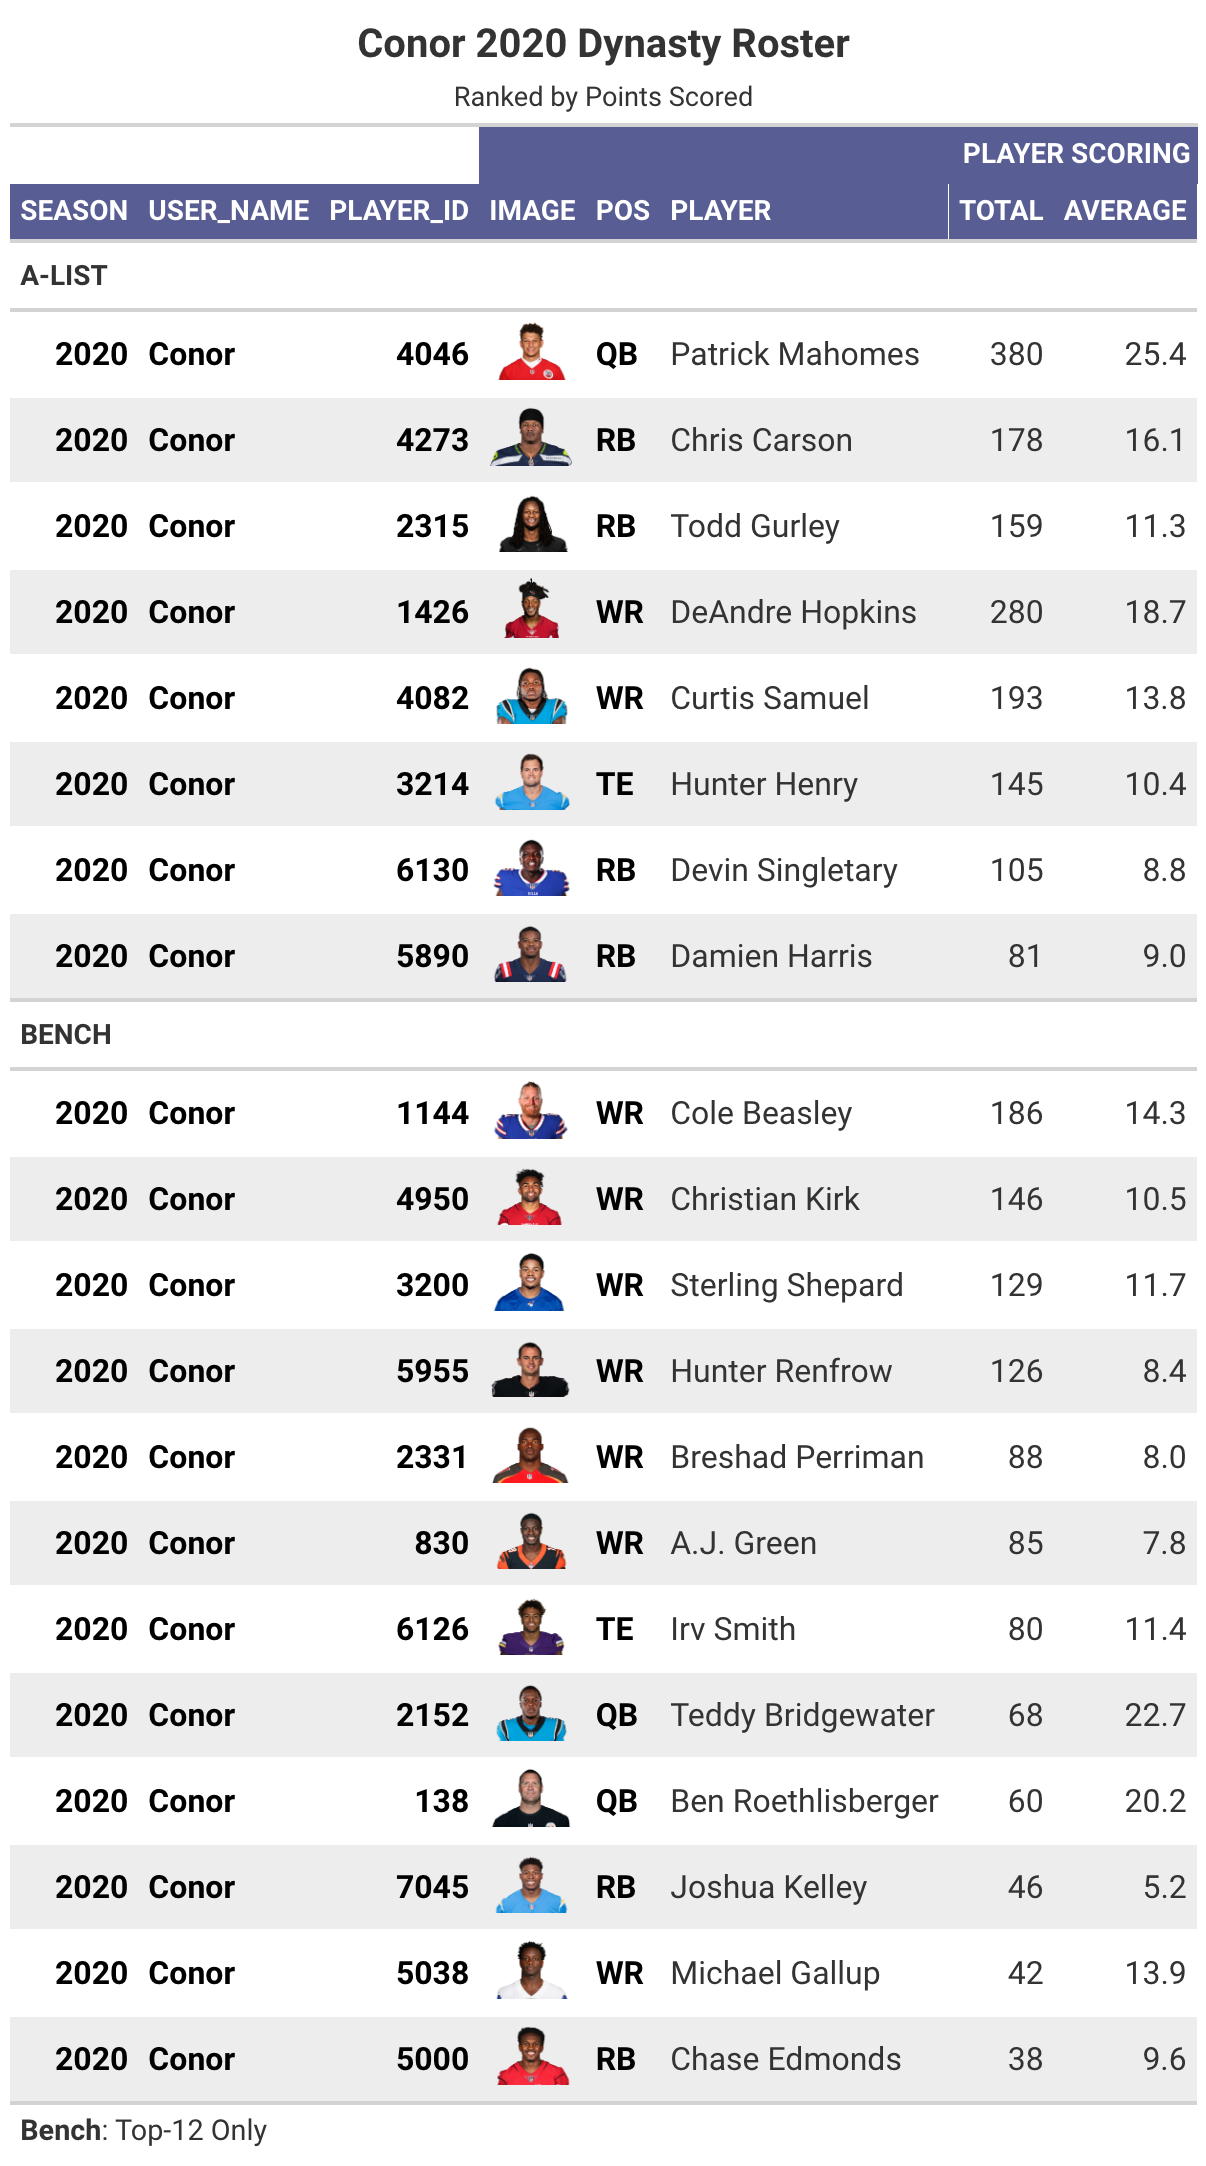 Conor 2020 Dynasty Roster
Ranked by Points Scored
PLAYER SCORING
SEASON USER_NAME PLAYER_ID IMAGE POS PLAYER TOTAL AVERAGE
A-LIST
2020 Conor 4046 QB Patrick Mahomes 380 25.4
2020 Conor 4273 RB Chris Carson 178 16.1
2020 Conor 2315 RB Todd Gurley 159 11.3
2020 Conor 1426 WR DeAndre Hopkins 280 18.7
2020 Conor 4082 WR Curtis Samuel 193 13.8
2020 Conor 3214 TE Hunter Henry 145 10.4
2020 Conor 6130 RB Devin Singletary 105 8.8
2020 Conor 5890 RB Damien Harris 81 9.0
BENCH
2020 Conor 1144 WR Cole Beasley 186 14.3
2020 Conor 4950 WR Christian Kirk 146 10.5
2020 Conor 3200 WR Sterling Shepard 129 11.7
2020 Conor 5955 WR Hunter Renfrow 126 8.4
2020 Conor 2331 WR Breshad Perriman 88 8.0
2020 Conor 830 WR A.J. Green 85 7.8
2020 Conor 6126 TE Irv Smith 80 11.4
2020 Conor 2152 QB Teddy Bridgewater 68 22.7
2020 Conor 138 QB Ben Roethlisberger 60 20.2
2020 Conor 7045 RB Joshua Kelley 46 5.2
2020 Conor 5038 WR Michael Gallup 42 13.9
2020 Conor 5000 RB Chase Edmonds 38 9.6
Bench: Top-12 Only